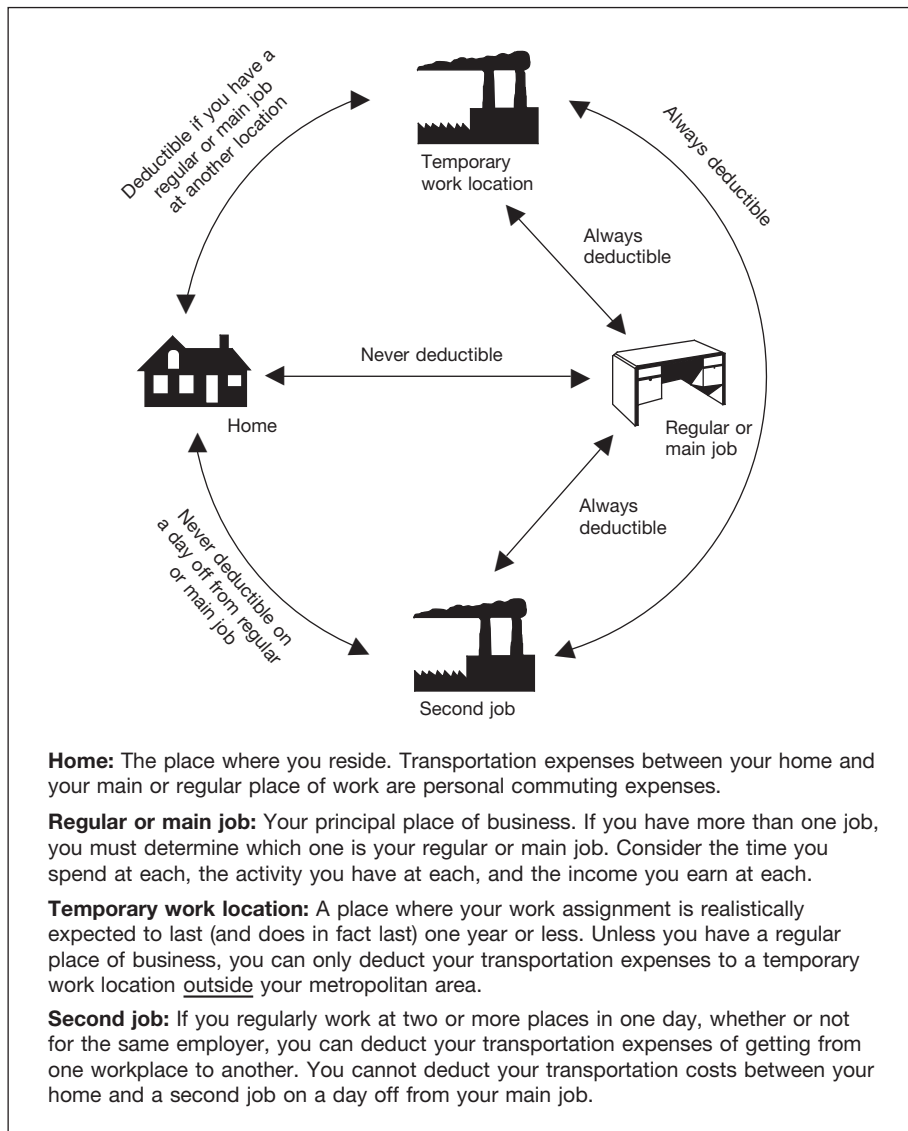 Deductible if you have a
regular or main job
at another location
Temporary
work location
Always deductible
Always
deductible
Never deductible
Home
Regular or
main job
Never deductible on
a day off from regular
or main job
Always
deductible
Second job
Home: The place where you reside. Transportation expenses between your home and
your main or regular place of work are personal commuting expenses.
Regular or main job: Your principal place of business. If you have more than one job,
you must determine which one is your regular or main job. Consider the time you
spend at each, the activity you have at each, and the income you earn at each.
Temporary work location: A place where your work assignment is realistically
expected to last (and does in fact last) one year or less. Unless you have a regular
place of business, you can only deduct your transportation expenses to a temporary
work location outside your metropolitan area.
Second job: If you regularly work at two or more places in one day, whether or not
for the same employer, you can deduct your transportation expenses of getting from
one workplace to another. You cannot deduct your transportation costs between your
home and a second job on a day off from your main job.